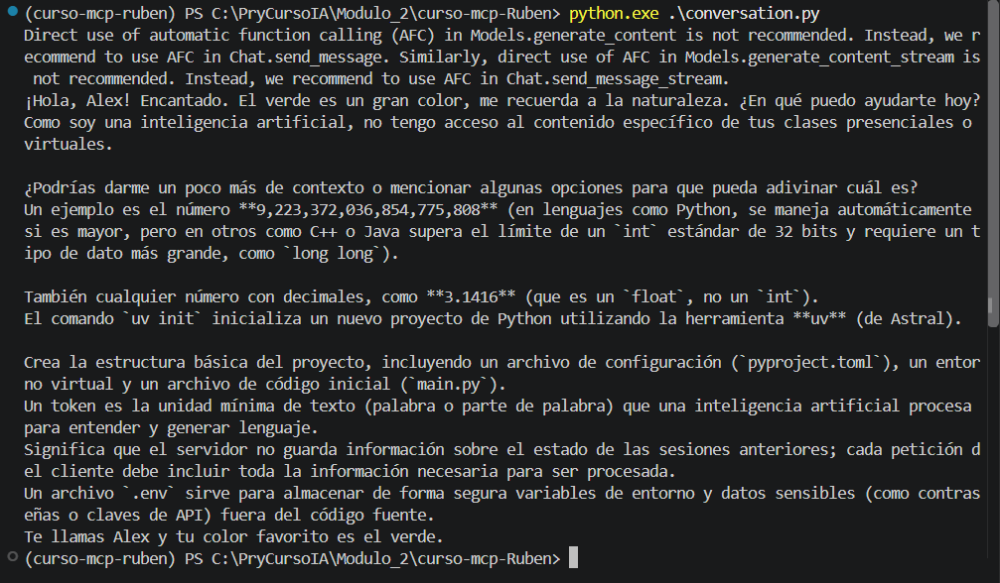 (curso-mcp-ruben) PS C:\PryCursoIA\Modulo_2\curso-mcp-Ruben> python.exe .\conversation.py
Direct use of automatic function calling (AFC) in Models.generate_content is not recommended. Instead, we r
ecommend to use AFC in Chat.send_message. Similarly, direct use of AFC in Models.generate_content_stream is
 not recommended. Instead, we recommend to use AFC in Chat.send_message_stream.
¡Hola, Alex! Encantado. El verde es un gran color, me recuerda a la naturaleza. ¿En qué puedo ayudarte hoy?
Como soy una inteligencia artificial, no tengo acceso al contenido específico de tus clases presenciales o
virtuales.

¿Podrías darme un poco más de contexto o mencionar algunas opciones para que pueda adivinar cuál es?
Un ejemplo es el número **9,223,372,036,854,775,808** (en lenguajes como Python, se maneja automáticamente
si es mayor, pero en otros como C++ o Java supera el límite de un `int` estándar de 32 bits y requiere un t
ipo de dato más grande, como `long long`).

También cualquier número con decimales, como **3.1416** (que es un `float`, no un `int`).
El comando `uv init` inicializa un nuevo proyecto de Python utilizando la herramienta **uv** (de Astral).

Crea la estructura básica del proyecto, incluyendo un archivo de configuración (`pyproject.toml`), un entor
no virtual y un archivo de código inicial (`main.py`).
Un token es la unidad mínima de texto (palabra o parte de palabra) que una inteligencia artificial procesa
para entender y generar lenguaje.
Significa que el servidor no guarda información sobre el estado de las sesiones anteriores; cada petición d
el cliente debe incluir toda la información necesaria para ser procesada.
Un archivo `.env` sirve para almacenar de forma segura variables de entorno y datos sensibles (como contras
eñas o claves de API) fuera del código fuente.
Te llamas Alex y tu color favorito es el verde.
(curso-mcp-ruben) PS C:\PryCursoIA\Modulo_2\curso-mcp-Ruben>